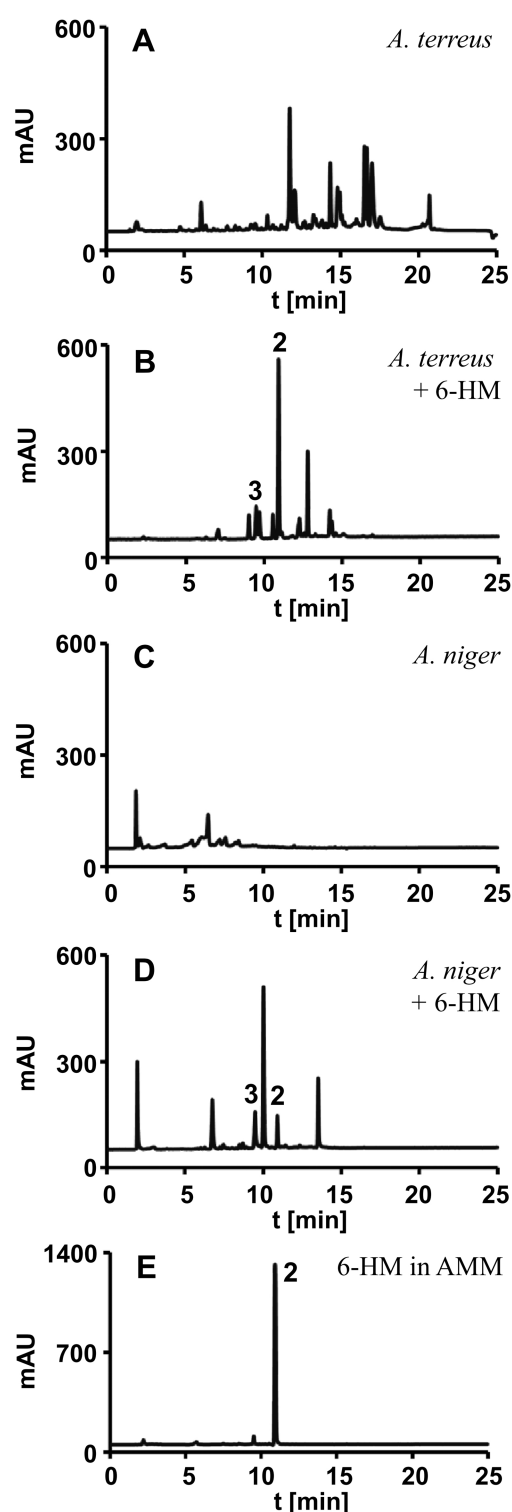 600
A
A. terreus
mAU
300
0
0 5 10 15 20 25
t [min]
600
2
B
A. terreus
+ 6-HM
mAU
300
3
0
0 5 10 15 20 25
t [min]
600
C
A. niger
mAU
300
0
0 5 10 15 20 25
t [min]
600
D
A. niger
+ 6-HM
mAU
300
3 2
0
0 5 10 15 20 25
t [min]
1400
E
2
6-HM in AMM
mAU
700
0
0 5 10 15 20 25
t [min]